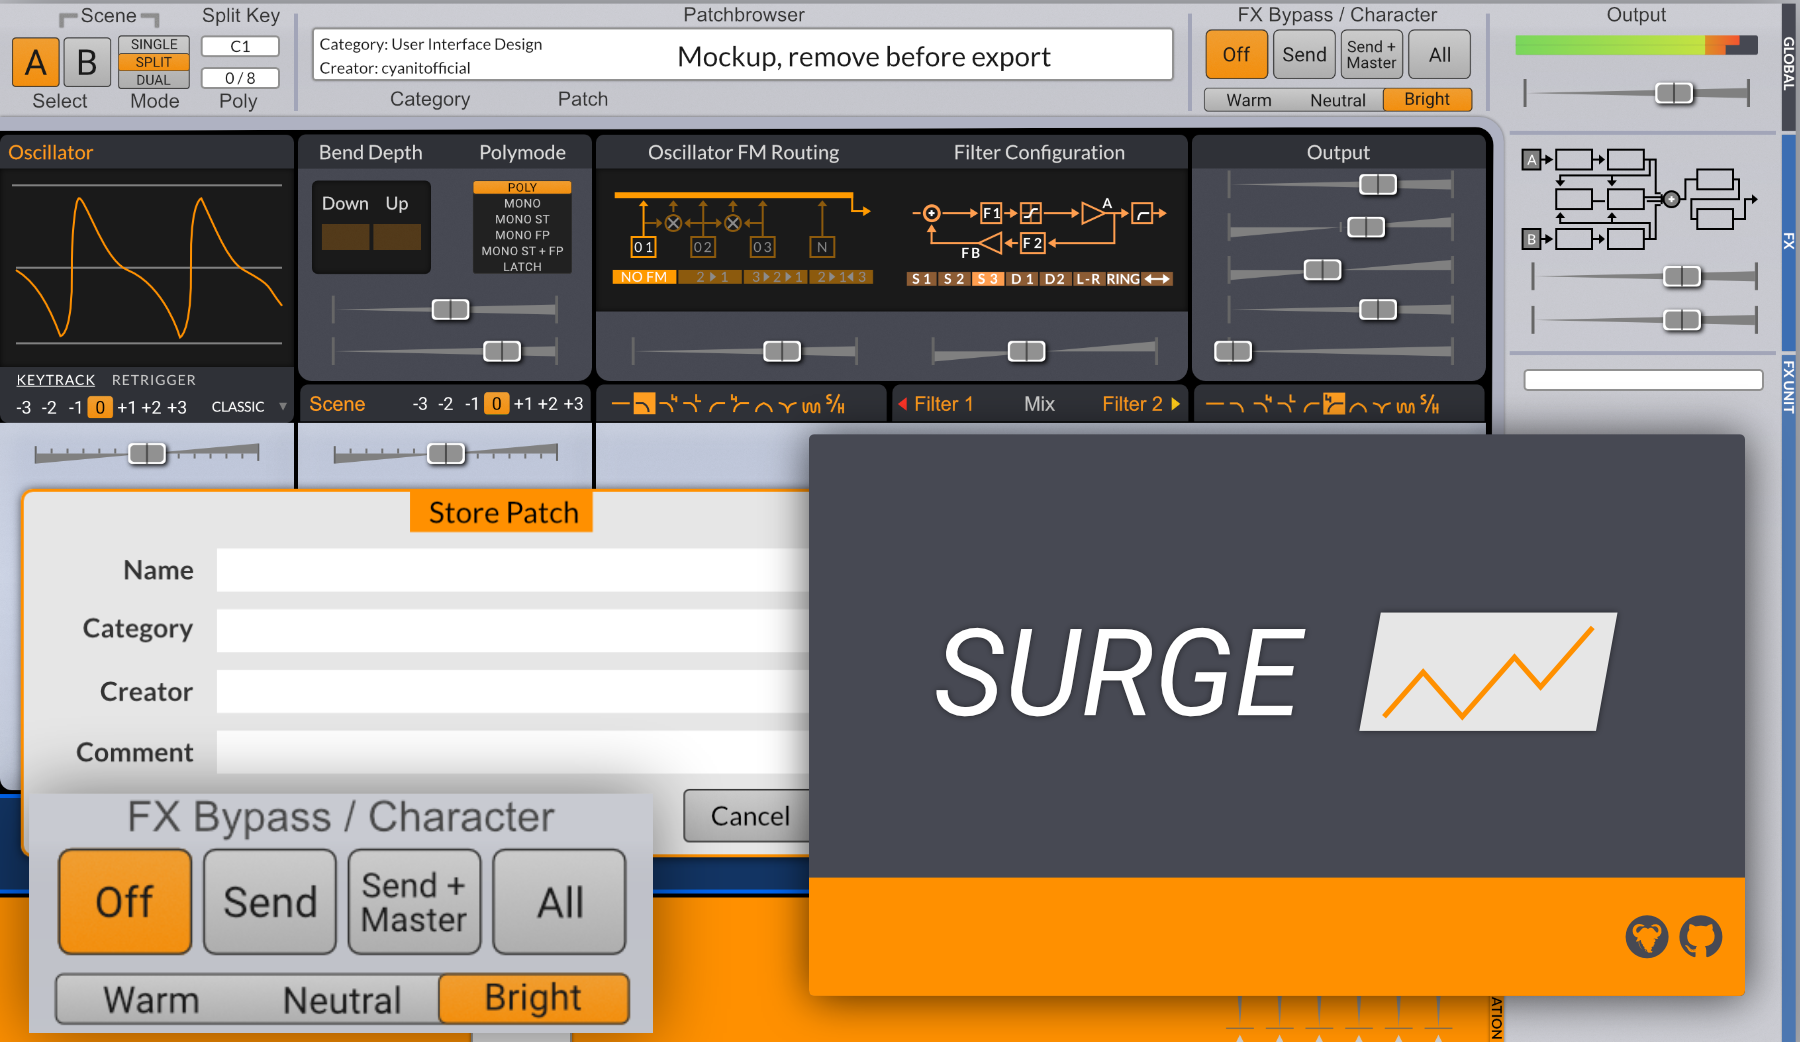 Scene
Split Key
Patchbrowser
FX Bypass / Character
Output
A B
SINGLE
SPLIT
DUAL
C1
0 / 8
Select
Mode
Poly
Category: User Interface Design
Creator: cyanitofficial
Mockup, remove before export
Category
Patch
Off
Send
Send +
Master
All
Warm
Neutral
Bright
GLOBAL
Oscillator
Bend Depth
Polymode
Oscillator FM Routing
Filter Configuration
Output
Down Up
POLY
MONO
MONO ST
MONO FP
MONO ST + FP
LATCH
O1 O2 O3 N
NO FM 2 ▸ 1 3 ▸ 2 ▸ 1 2 ▸ 1 ◂ 3
F1
A
F2
FB
S1 S2 S3 D1 D2 L-R RING
A
B
FX
KEYTRACK RETRIGGER
-3 -2 -1 0 +1 +2 +3
CLASSIC
Scene
-3 -2 -1 0 +1 +2 +3
S/H
Filter 1
Mix
Filter 2
S/H
FX UNIT
Store Patch
Name
Category
Creator
Comment
Cancel
SURGE
FX Bypass / Character
Off
Send
Send +
Master
All
Warm
Neutral
Bright
ATION